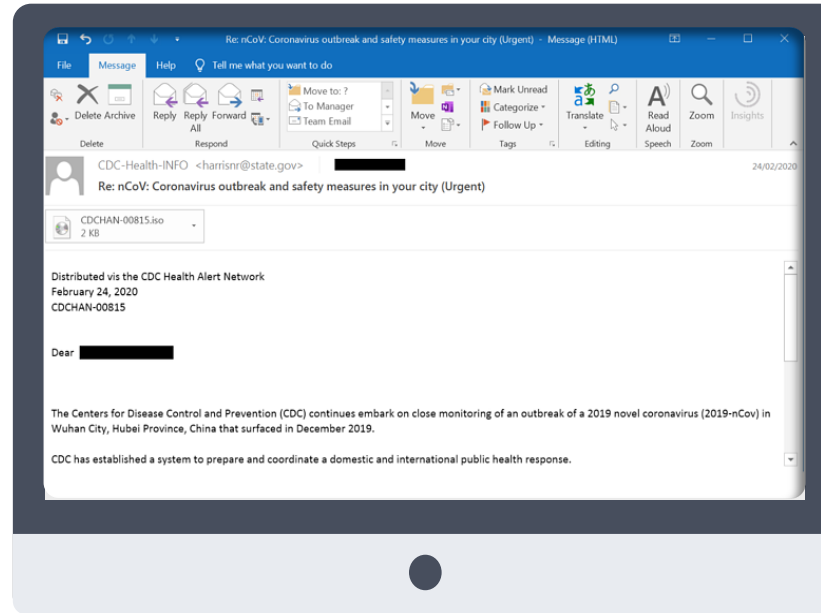 Re: nCoV: Coronavirus outbreak and safety measures in your city (Urgent) - Message (HTML)
File Message Help Tell me what you want to do
Delete Archive
Reply Reply All Forward
Move to: ?
To Manager
Team Email
Move
Mark Unread
Categorize
Follow Up
Translate
Read Aloud
Zoom
Insights
Delete Respond Quick Steps Move Tags Editing Speech Zoom
CDC-Health-INFO <harrisnr@state.gov> 24/02/2020
Re: nCoV: Coronavirus outbreak and safety measures in your city (Urgent)
CDCHAN-00815.iso
2 KB
Distributed vis the CDC Health Alert Network
February 24, 2020
CDCHAN-00815
Dear
The Centers for Disease Control and Prevention (CDC) continues embark on close monitoring of an outbreak of a 2019 novel coronavirus (2019-nCov) in
Wuhan City, Hubei Province, China that surfaced in December 2019.
CDC has established a system to prepare and coordinate a domestic and international public health response.